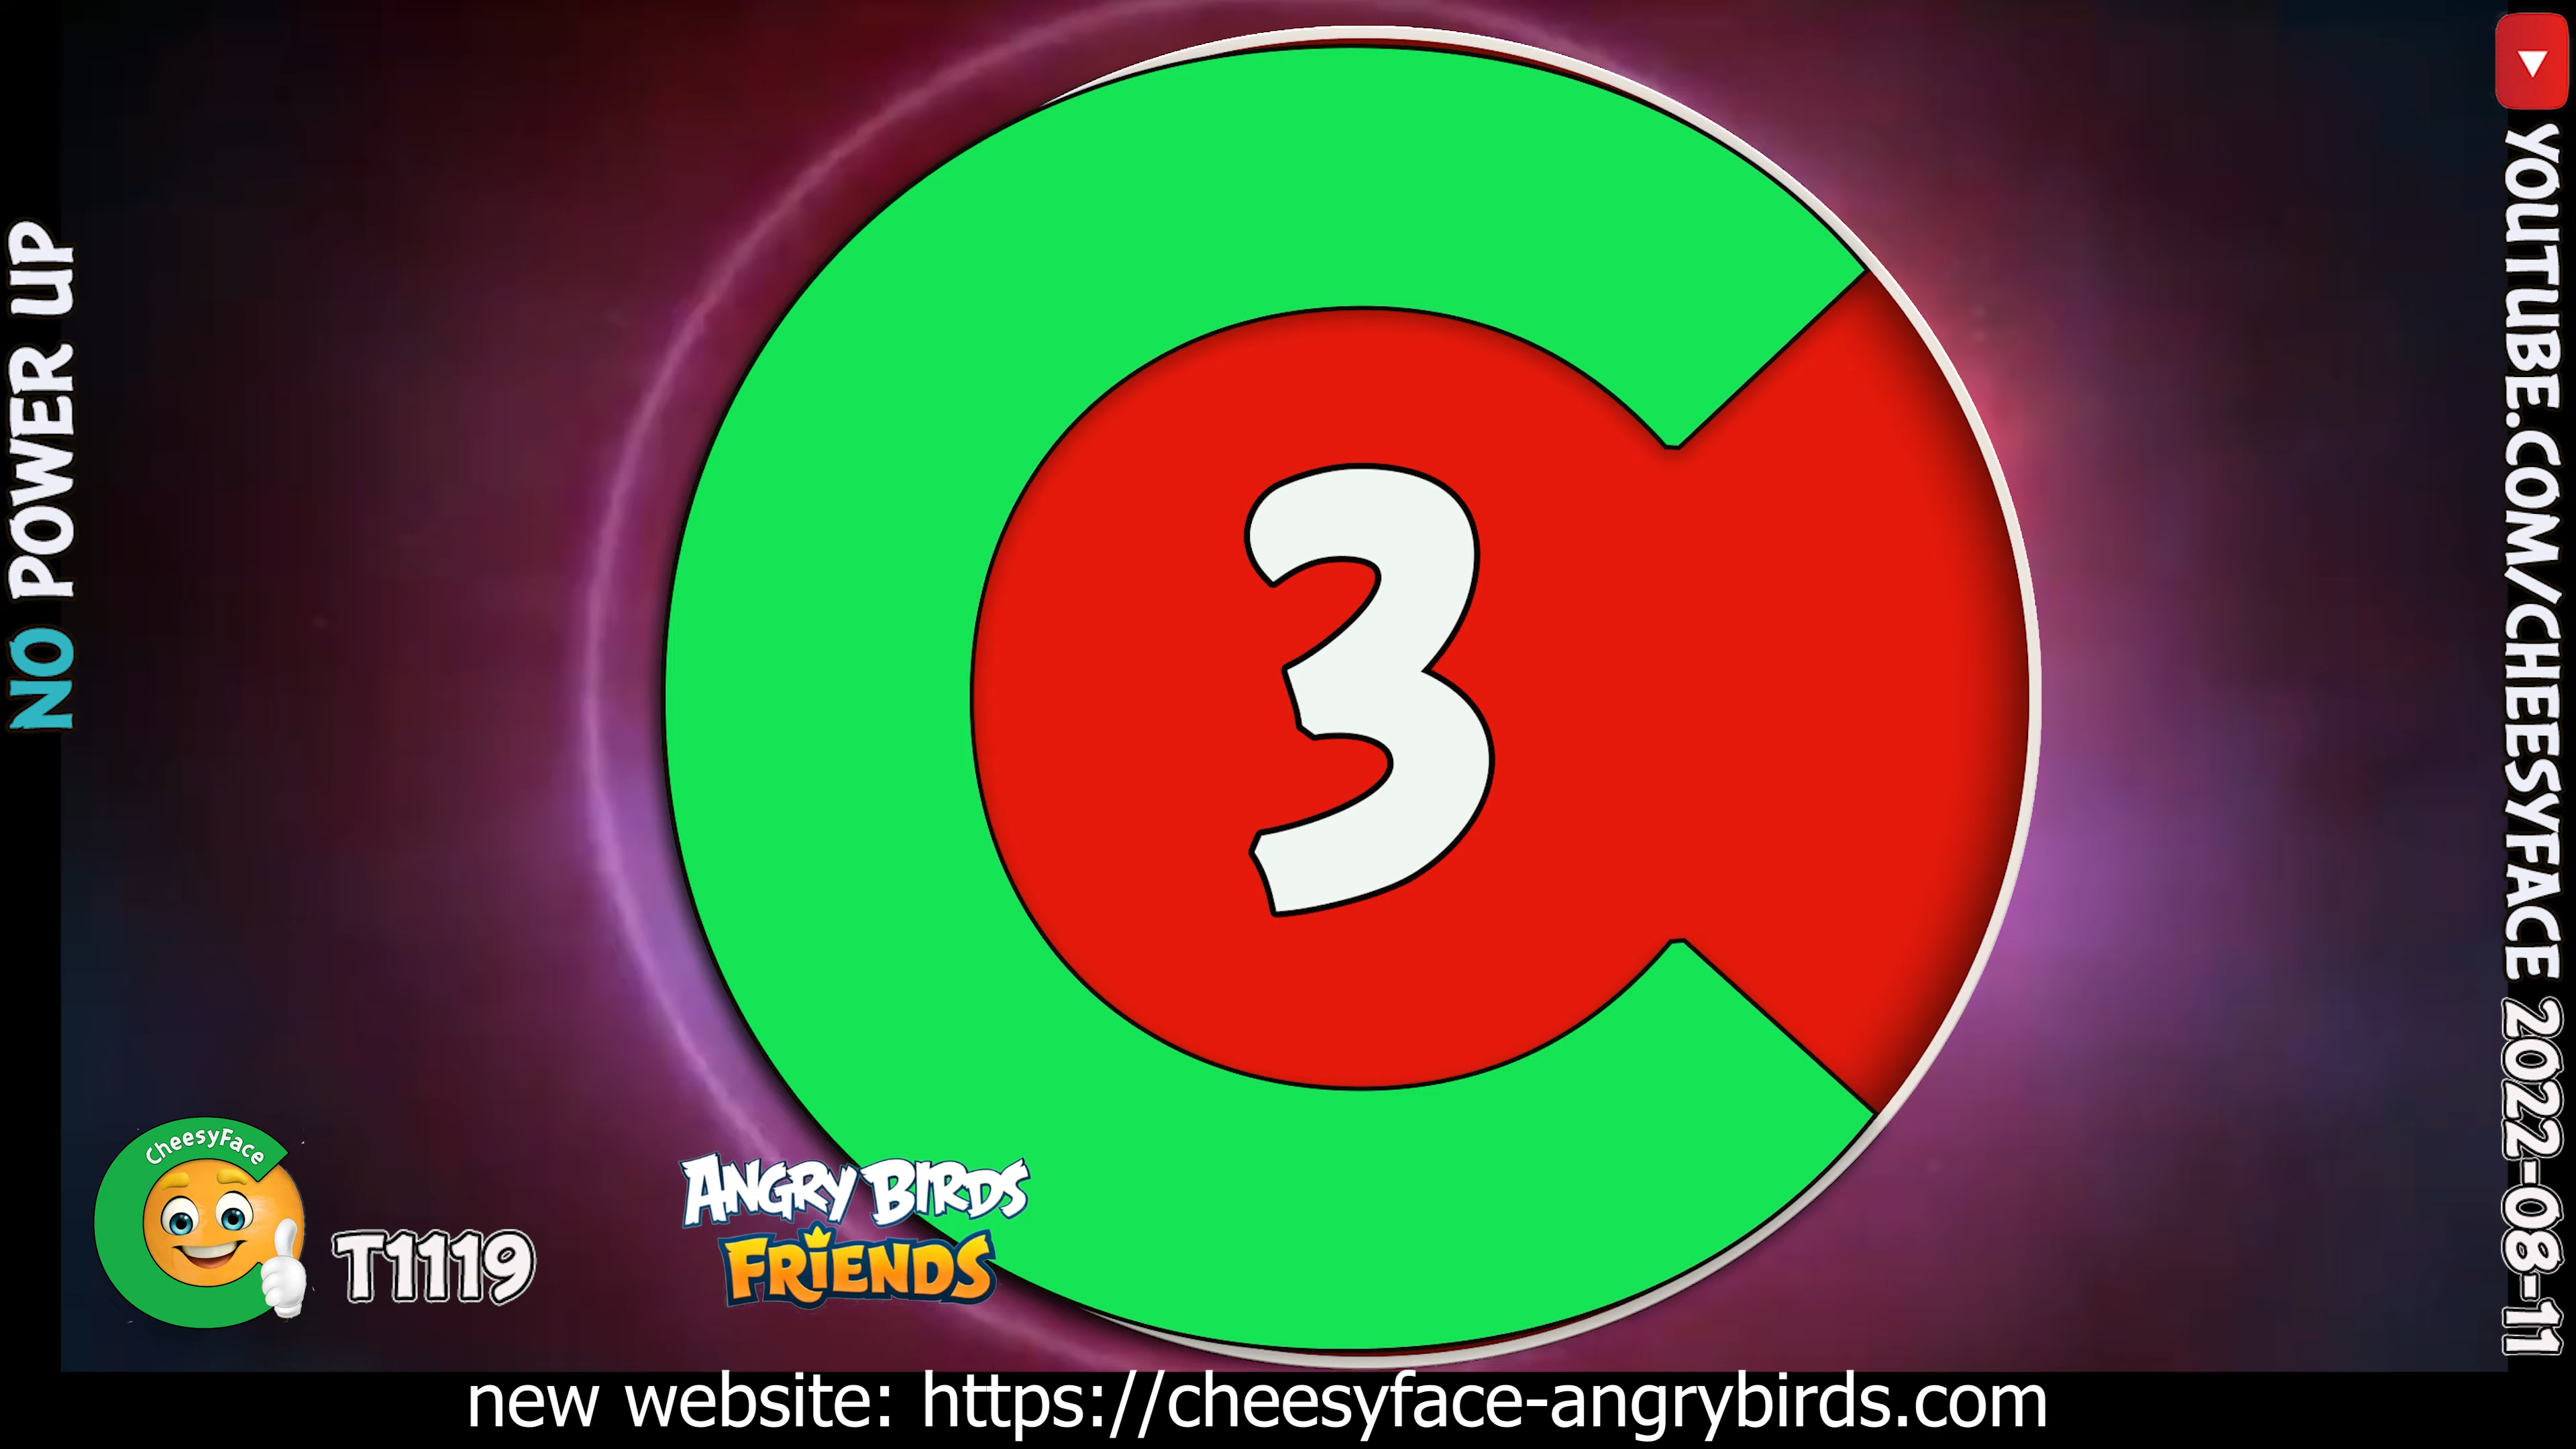 NO POWER UP
3
CheesyFace
T1119
ANGRY BIRDS
FRIENDS
YOUTUBE.COM/CHEESYFACE 2022-08-11
new website: https://cheesyface-angrybirds.com